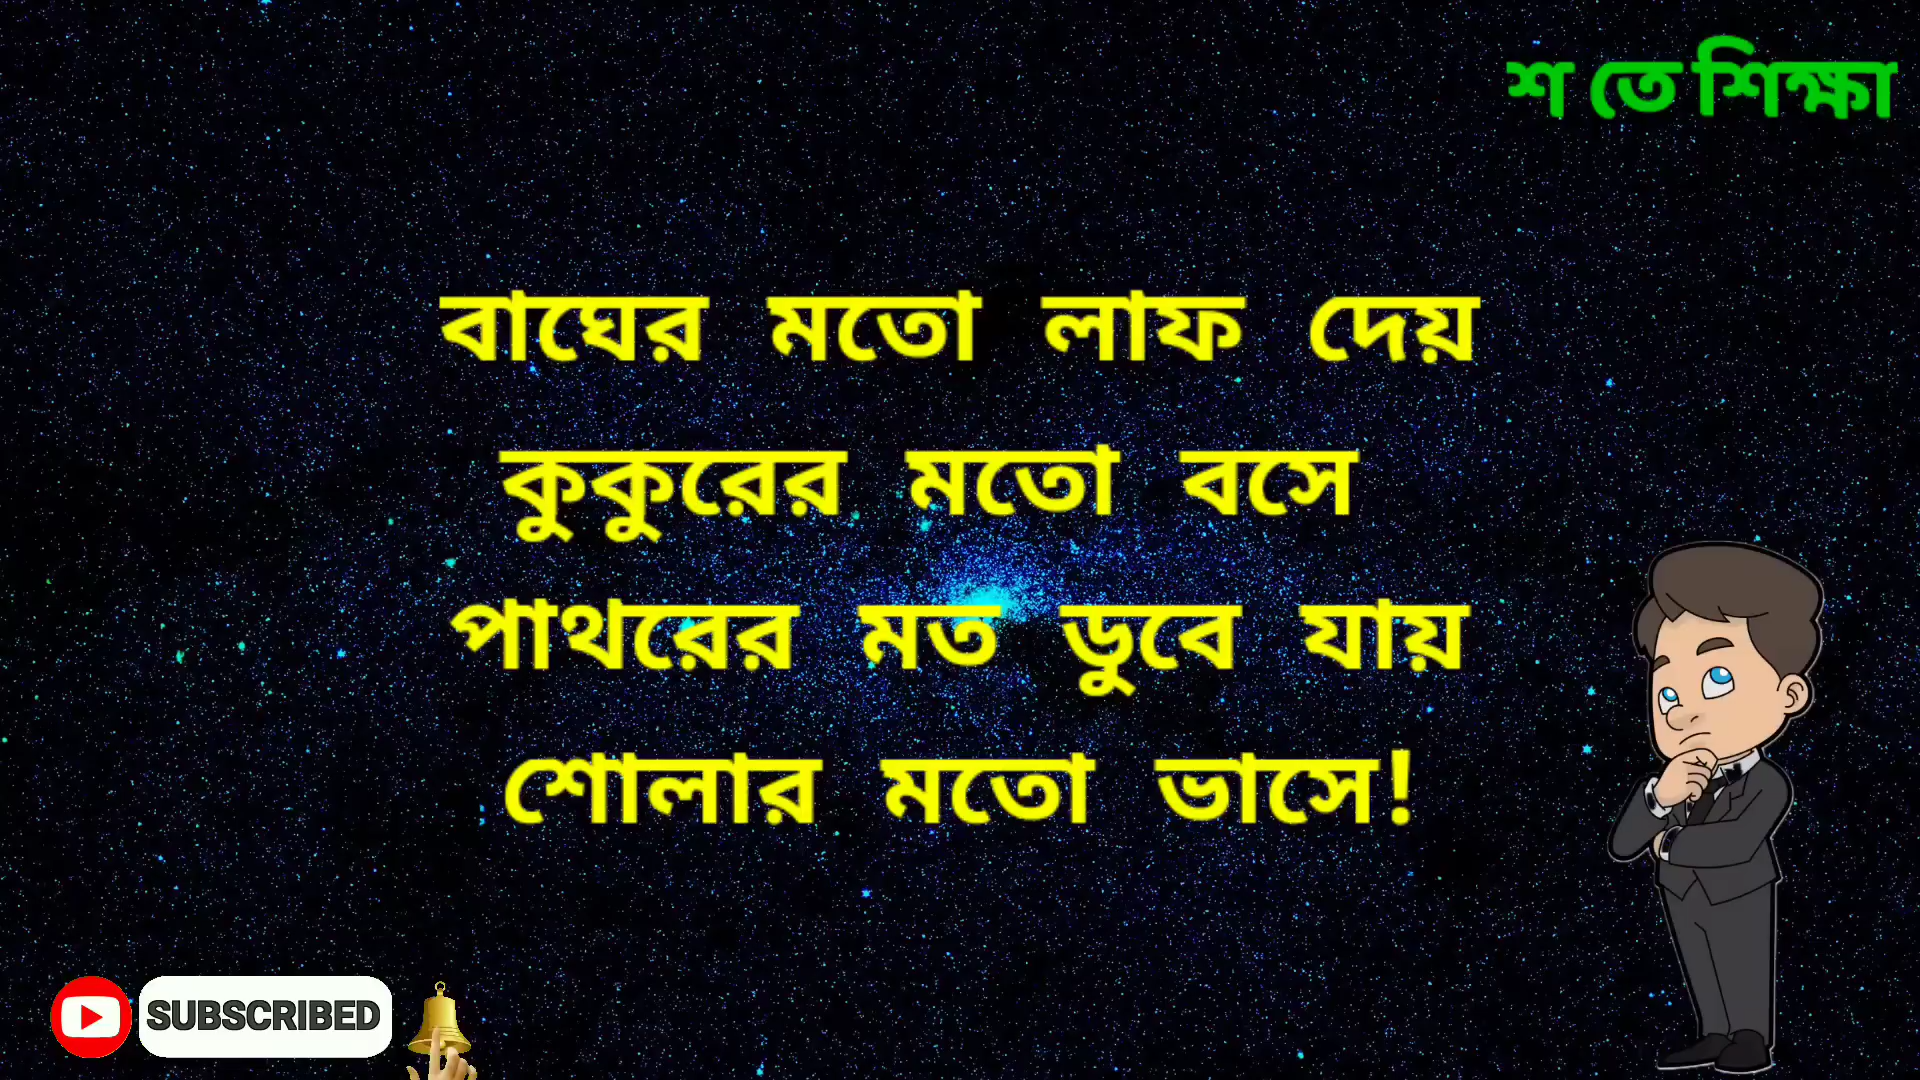 শ তে শিক্ষা
বাঘের মতো লাফ দেয়
কুকুরের মতো বসে
পাথরের মত ডুবে যায়
শোলার মতো ভাসে!
SUBSCRIBED